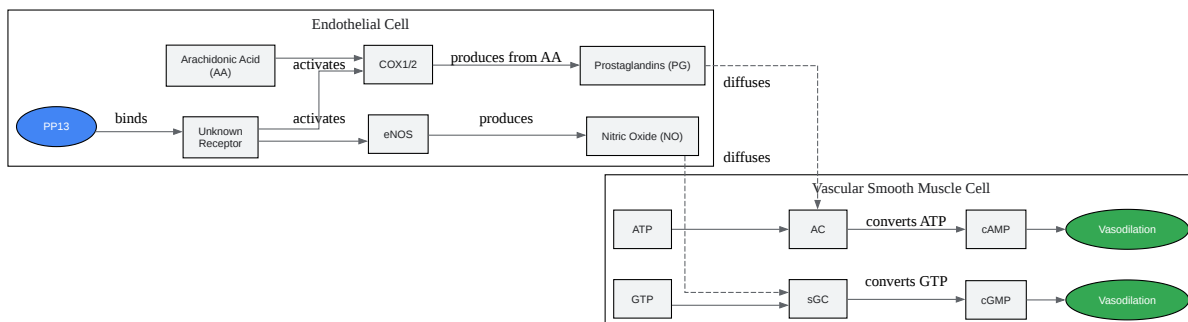 Endothelial Cell
Arachidonic Acid
(AA)
activates
COX1/2
produces from AA
Prostaglandins (PG)
diffuses
PP13
binds
Unknown
Receptor
activates
eNOS
produces
Nitric Oxide (NO)
diffuses
Vascular Smooth Muscle Cell
ATP
AC
converts ATP
cAMP
Vasodilation
GTP
sGC
converts GTP
cGMP
Vasodilation